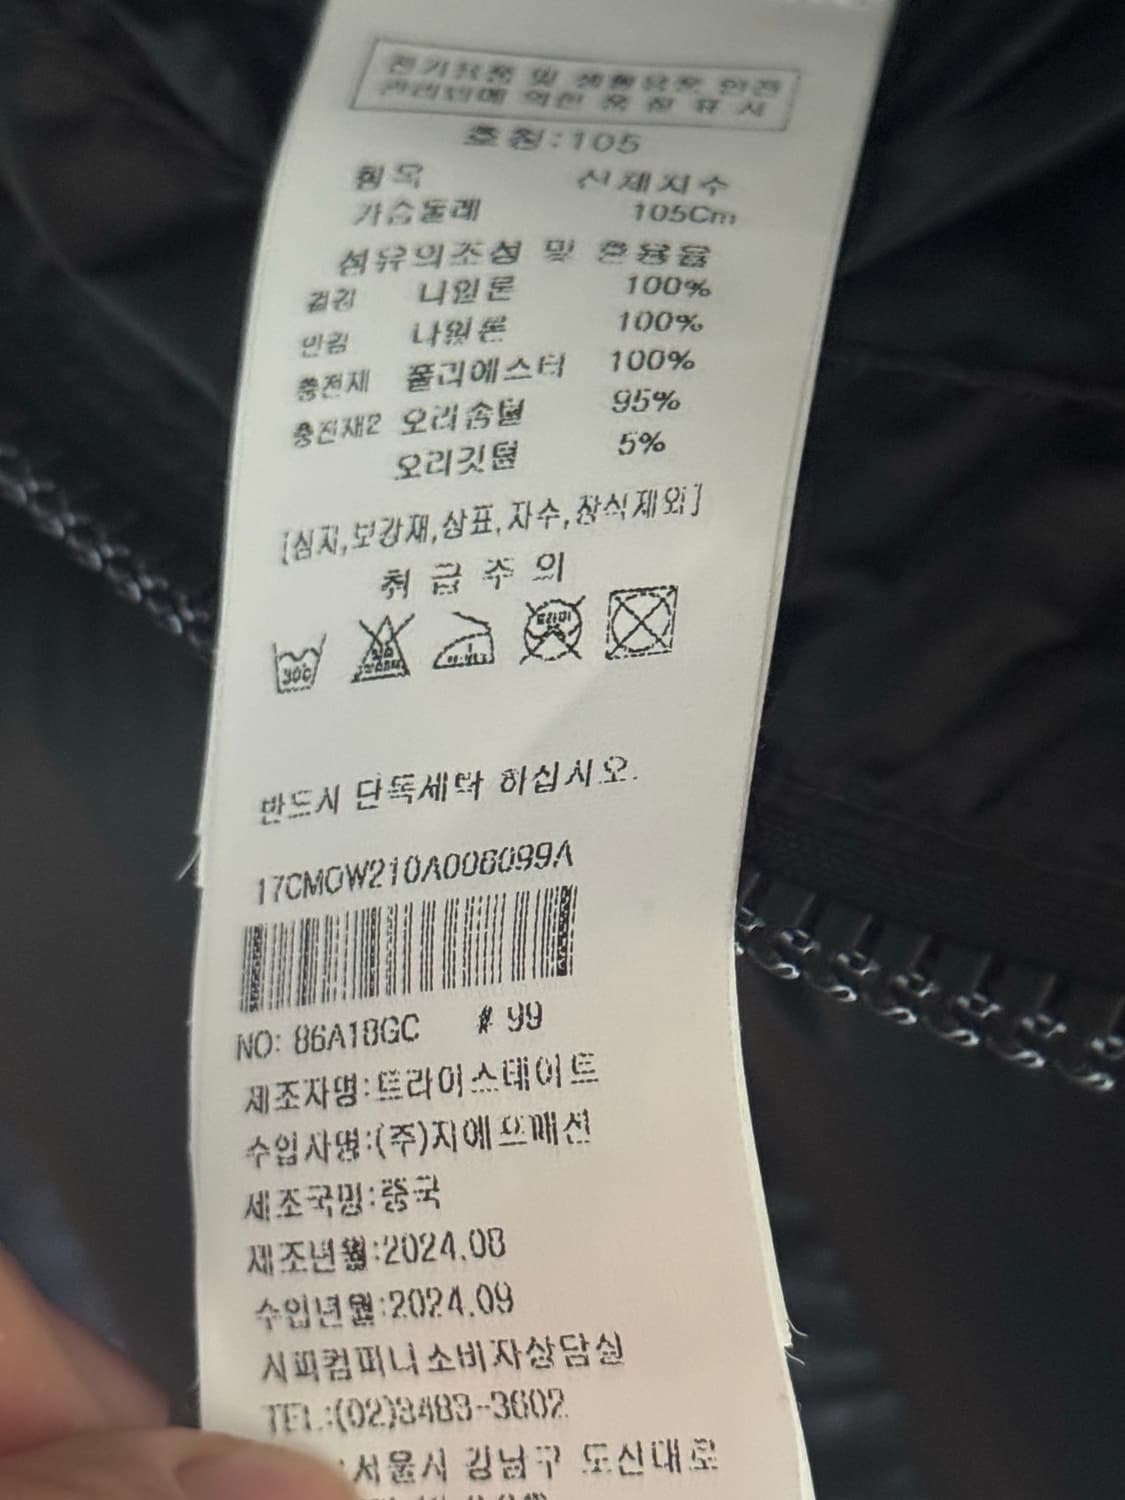 전기용품 및 생활용품 안전
관리법에 의한 품질표시
호칭:105
항목 신체치수
가슴둘레 105Cm
섬유의조성 및 혼용율
겉감 나일론 100%
안감 나일론 100%
충전재 폴리에스터 100%
충전재2 오리솜털 95%
오리깃털 5%
[심지,보강재,상표,자수,장식제외]
취급주의
30℃
반드시 단독세탁 하십시오.
17CMOW210A006099A
NO: 86A18GC # 99
제조자명:트라이스테이트
수입자명:(주)지에프패션
제조국명:중국
제조년월:2024.08
수입년월:2024.09
시피컴퍼니소비자상담실
TEL:(02)3483-3602
:서울시 강남구 도산대로